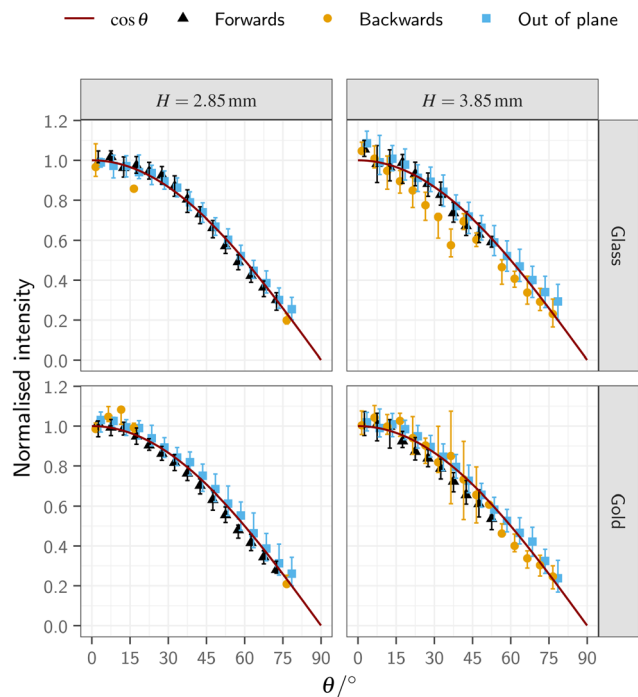 cos θ Forwards Backwards Out of plane
H = 2.85 mm H = 3.85 mm
1.2
1.0
0.8
0.6
0.4
0.2
0.0
Glass
1.2
1.0
0.8
0.6
0.4
0.2
0.0
Gold
Normalised intensity
0 15 30 45 60 75 90 0 15 30 45 60 75 90
θ/°